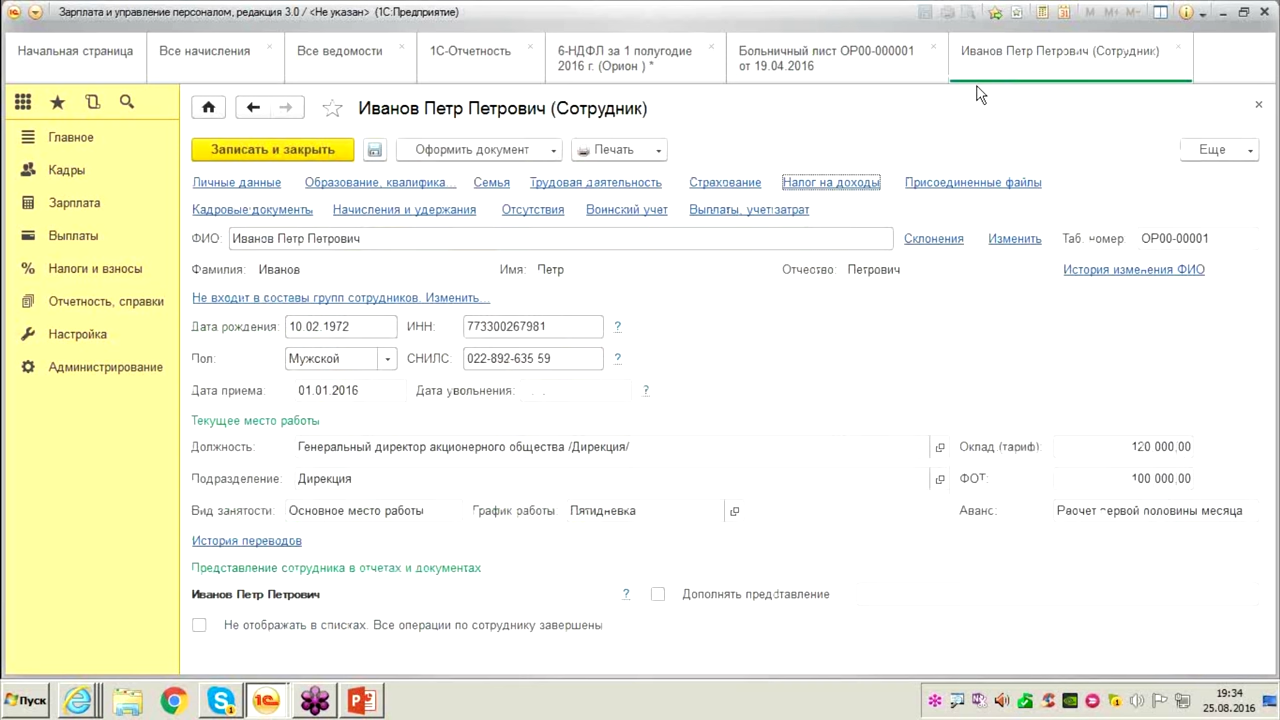 Зарплата и управление персоналом, редакция 3.0 / <Не указан> (1С:Предприятие)
M M+ M-
Начальная страница
Все начисления
Все ведомости
1С-Отчетность
6-НДФЛ за 1 полугодие
2016 г. (Орион ) *
Больничный лист ОР00-000001
от 19.04.2016
Иванов Петр Петрович (Сотрудник)
Главное
Кадры
Зарплата
Выплаты
Налоги и взносы
Отчетность, справки
Настройка
Администрирование
Иванов Петр Петрович (Сотрудник)
Записать и закрыть
Оформить документ
Печать
Еще
Личные данные
Образование, квалифика...
Семья
Трудовая деятельность
Страхование
Налог на доходы
Присоединенные файлы
Кадровые документы
Начисления и удержания
Отсутствия
Воинский учет
Выплаты, учет затрат
ФИО: Иванов Петр Петрович
Склонения
Изменить
Таб. номер ОР00-00001
Фамилия: Иванов Имя: Петр Отчество: Петрович
История изменения ФИО
Не входит в составы групп сотрудников. Изменить...
Дата рождения: 10.02.1972 ИНН: 773300267981 ?
Пол: Мужской СНИЛС: 022-892-635 59 ?
Дата приема: 01.01.2016 Дата увольнения: . . ?
Текущее место работы
Должность: Генеральный директор акционерного общества /Дирекция/ Оклад (тариф): 120 000,00
Подразделение: Дирекция ФОТ: 100 000,00
Вид занятости: Основное место работы График работы Пятидневка Аванс: Расчет первой половины месяца
История переводов
Представление сотрудника в отчетах и документах
Иванов Петр Петрович ? Дополнять представление
Не отображать в списках. Все операции по сотруднику завершены
Пуск
19:34
25.08.2016